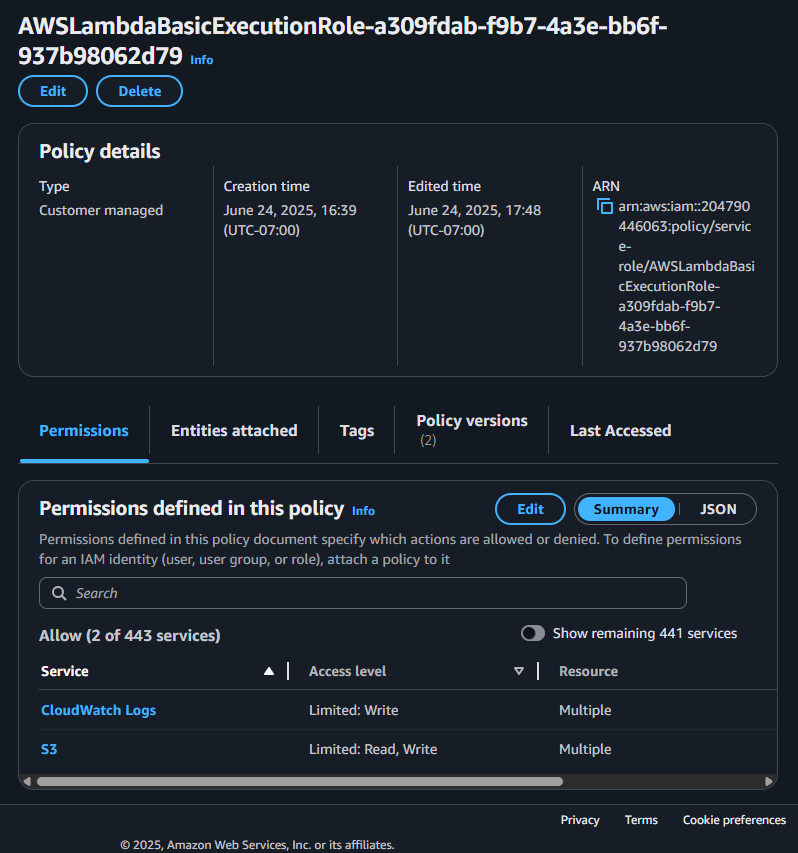 AWSLambdaBasicExecutionRole-a309fdab-f9b7-4a3e-bb6f-
937b98062d79 Info
Edit Delete
Policy details
Type
Customer managed
Creation time
June 24, 2025, 16:39
(UTC-07:00)
Edited time
June 24, 2025, 17:48
(UTC-07:00)
ARN
arn:aws:iam::204790
446063:policy/servic
e-
role/AWSLambdaBasi
cExecutionRole-
a309fdab-f9b7-
4a3e-bb6f-
937b98062d79
Permissions Entities attached Tags Policy versions (2) Last Accessed
Permissions defined in this policy Info Edit Summary JSON
Permissions defined in this policy document specify which actions are allowed or denied. To define permissions
for an IAM identity (user, user group, or role), attach a policy to it
Search
Allow (2 of 443 services) Show remaining 441 services
Service Access level Resource
CloudWatch Logs Limited: Write Multiple
S3 Limited: Read, Write Multiple
Privacy Terms Cookie preferences
© 2025, Amazon Web Services, Inc. or its affiliates.